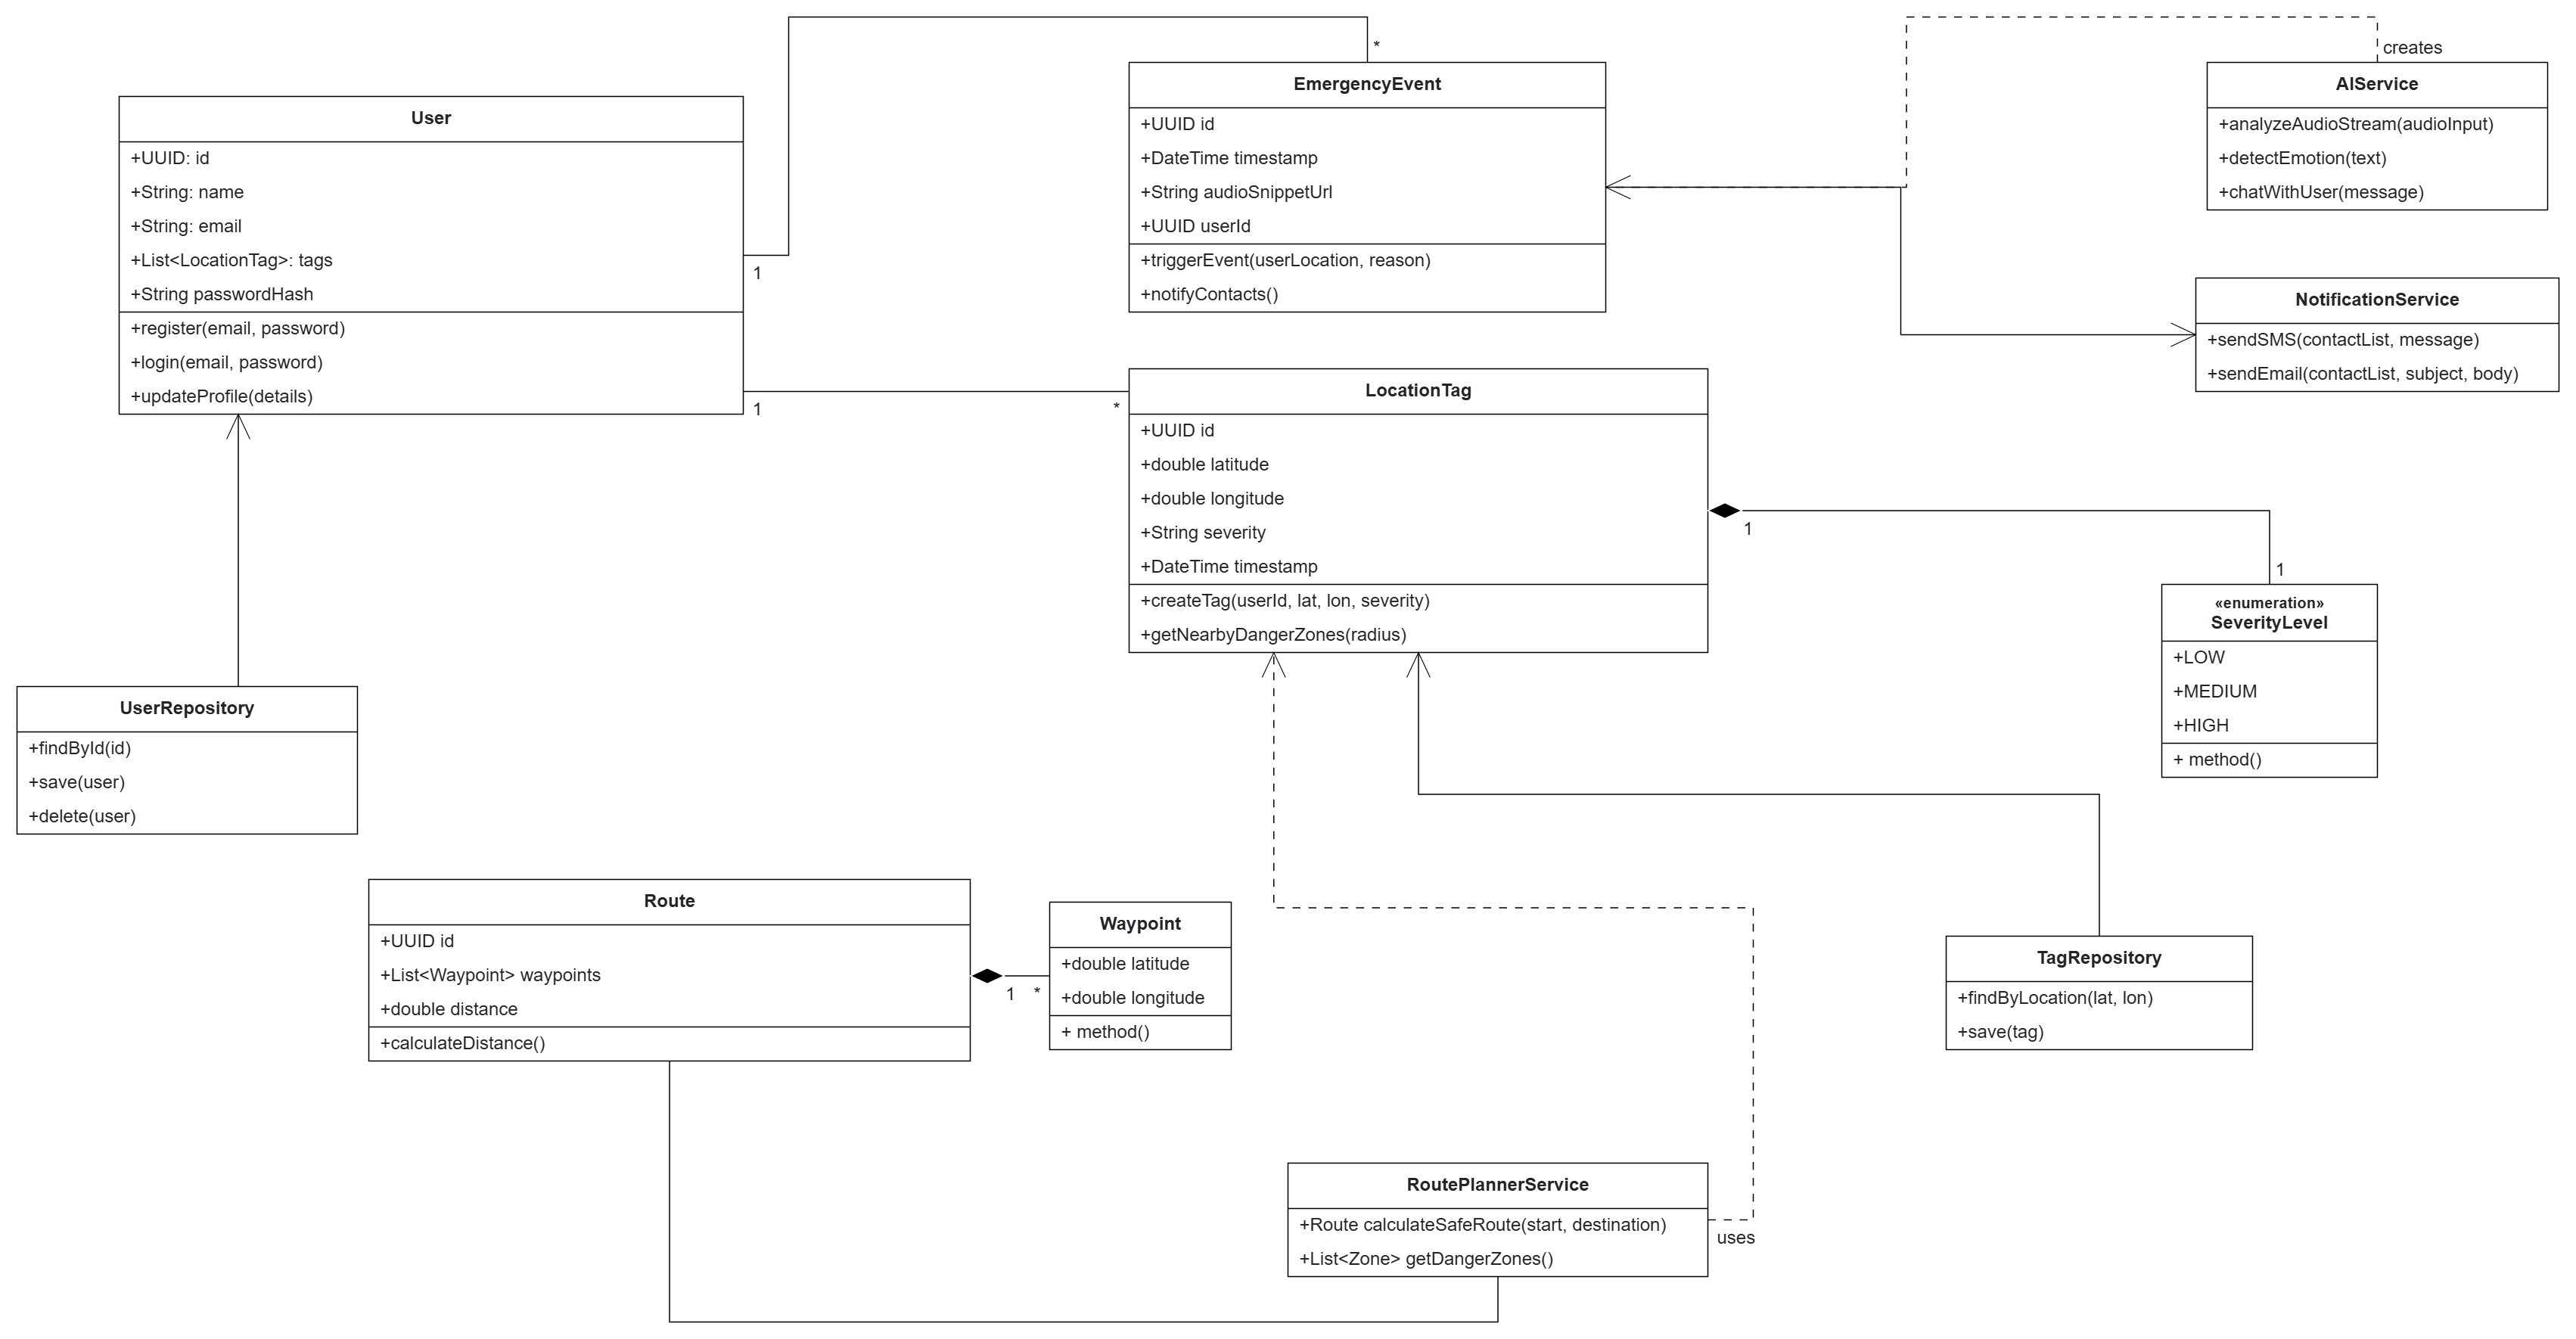 User
+UUID: id
+String: name
+String: email
+List<LocationTag>: tags
+String passwordHash
+register(email, password)
+login(email, password)
+updateProfile(details)
1
1
*
EmergencyEvent
+UUID id
+DateTime timestamp
+String audioSnippetUrl
+UUID userId
+triggerEvent(userLocation, reason)
+notifyContacts()
*
creates
AIService
+analyzeAudioStream(audioInput)
+detectEmotion(text)
+chatWithUser(message)
NotificationService
+sendSMS(contactList, message)
+sendEmail(contactList, subject, body)
LocationTag
+UUID id
+double latitude
+double longitude
+String severity
+DateTime timestamp
+createTag(userId, lat, lon, severity)
+getNearbyDangerZones(radius)
1
1
«enumeration»
SeverityLevel
+LOW
+MEDIUM
+HIGH
+ method()
UserRepository
+findById(id)
+save(user)
+delete(user)
Route
+UUID id
+List<Waypoint> waypoints
+double distance
+calculateDistance()
1
*
Waypoint
+double latitude
+double longitude
+ method()
TagRepository
+findByLocation(lat, lon)
+save(tag)
RoutePlannerService
+Route calculateSafeRoute(start, destination)
+List<Zone> getDangerZones()
uses